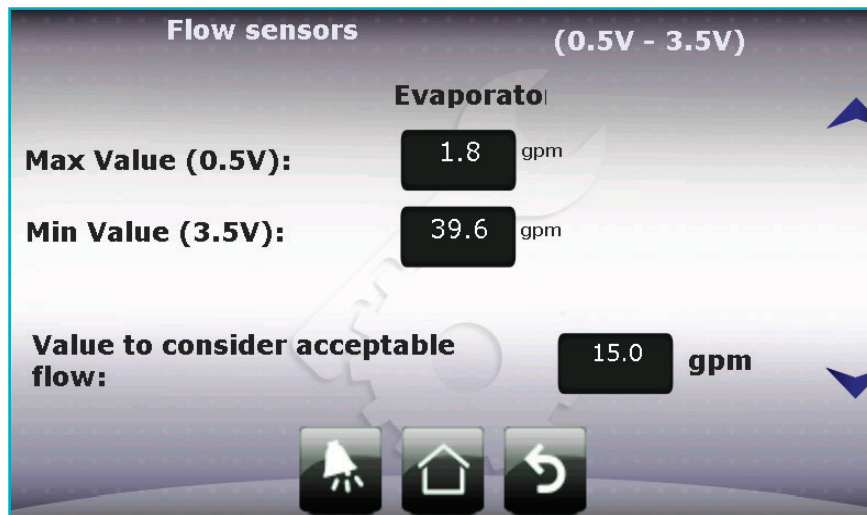 Flow sensors (0.5V - 3.5V)
Evaporato
Max Value (0.5V): 1.8 gpm
Min Value (3.5V): 39.6 gpm
Value to consider acceptable
flow: 15.0 gpm